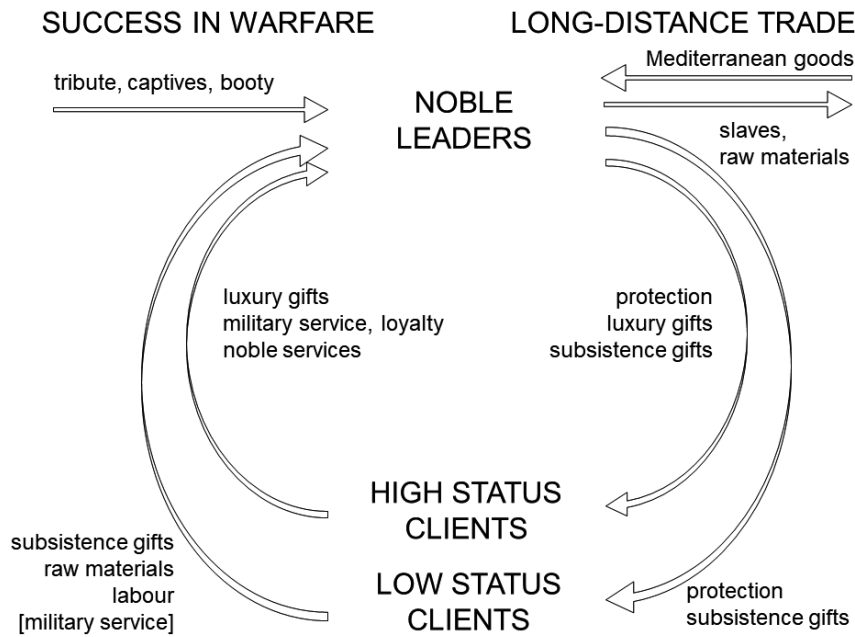 SUCCESS IN WARFARE
LONG-DISTANCE TRADE
tribute, captives, booty
Mediterranean goods
NOBLE
LEADERS
slaves,
raw materials
luxury gifts
military service, loyalty
noble services
protection
luxury gifts
subsistence gifts
HIGH STATUS
CLIENTS
subsistence gifts
raw materials
labour
[military service]
LOW STATUS
CLIENTS
protection
subsistence gifts